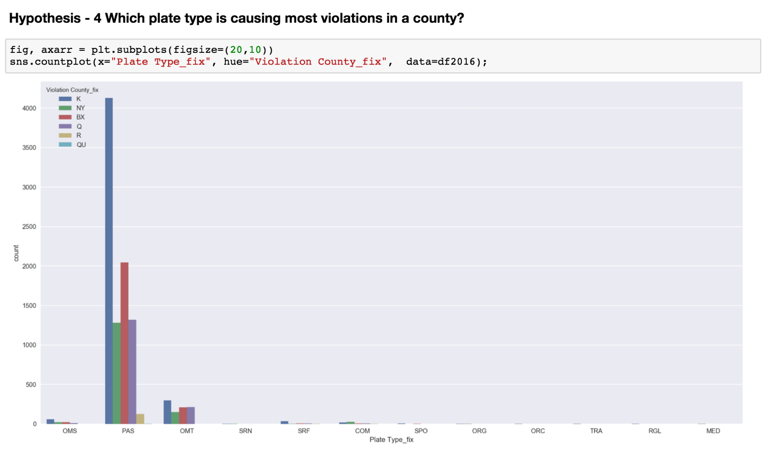 Hypothesis - 4 Which plate type is causing most violations in a county?
fig, axarr = plt.subplots(figsize=(20,10))
sns.countplot(x="Plate Type_fix", hue="Violation County_fix",  data=df2016);
Violation County_fix
K
NY
BX
Q
R
QU
4000
3500
3000
2500
2000
1500
1000
500
0
count
OMS PAS OMT SRN SRF COM SPO ORG ORC TRA RGL MED
Plate Type_fix